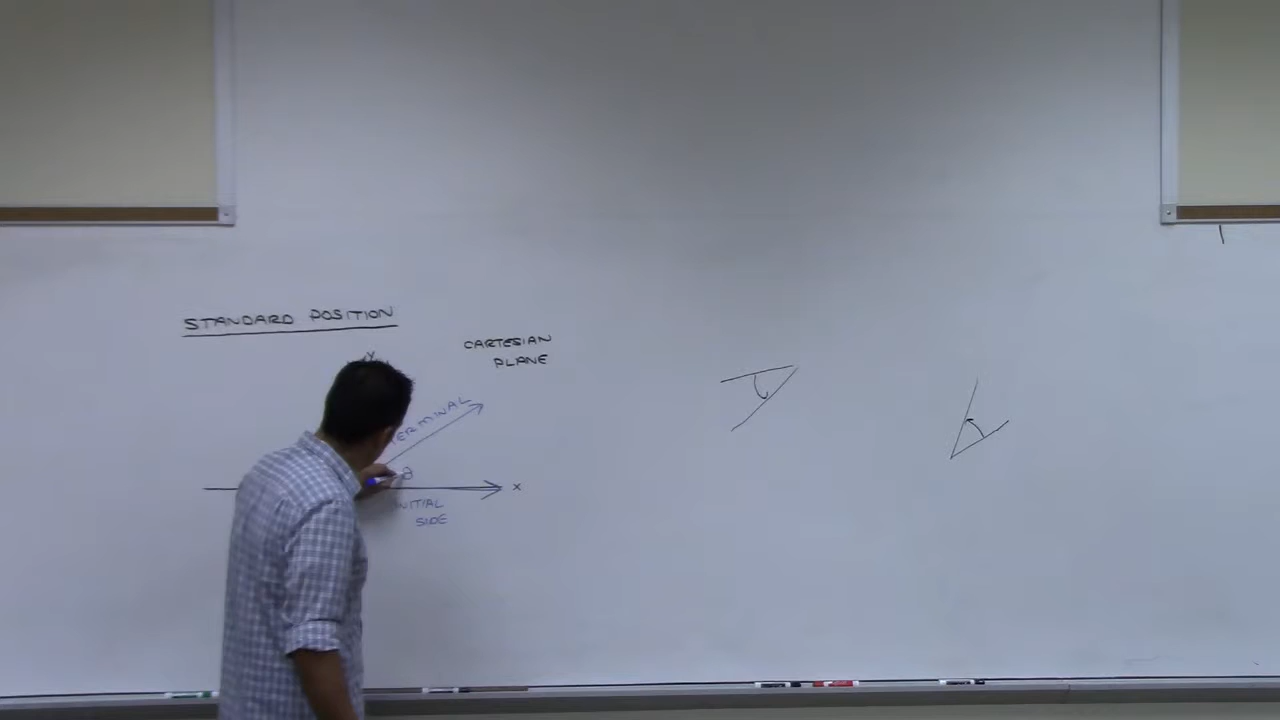 STANDARD POSITION
CARTESIAN
PLANE
Y
TERMINAL
θ
x
INITIAL
SIDE